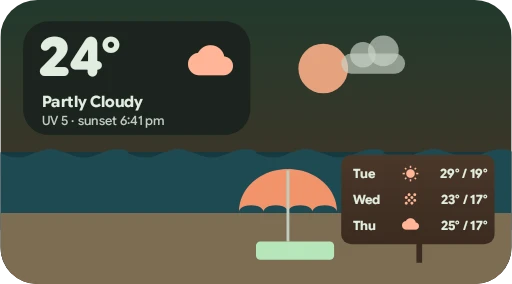 24°
Partly Cloudy
UV 5 · sunset 6:41 pm
Tue 29° / 19°
Wed 23° / 17°
Thu 25° / 17°